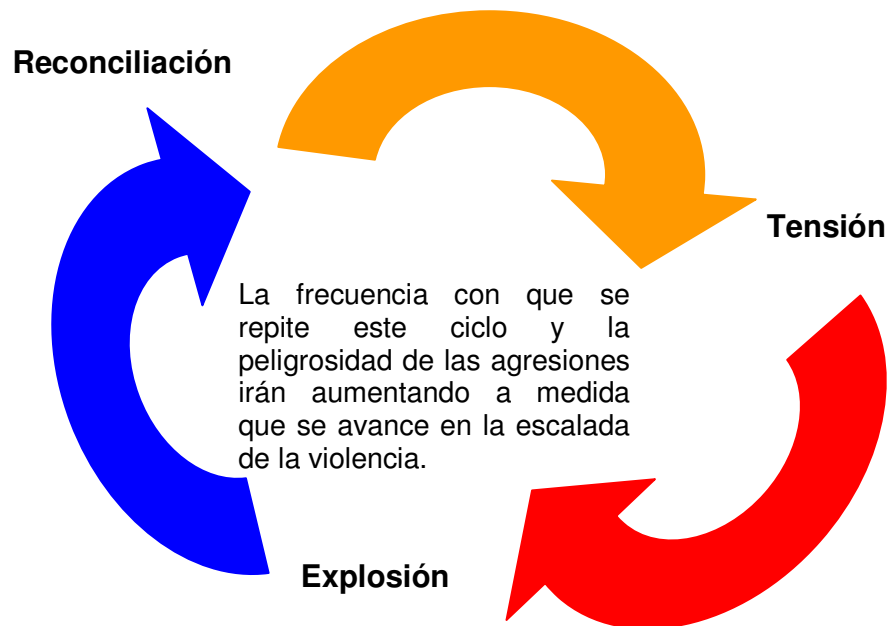 Reconciliación
Tensión
La frecuencia con que se
repite este ciclo y la
peligrosidad de las agresiones
irán aumentando a medida
que se avance en la escalada
de la violencia.
Explosión